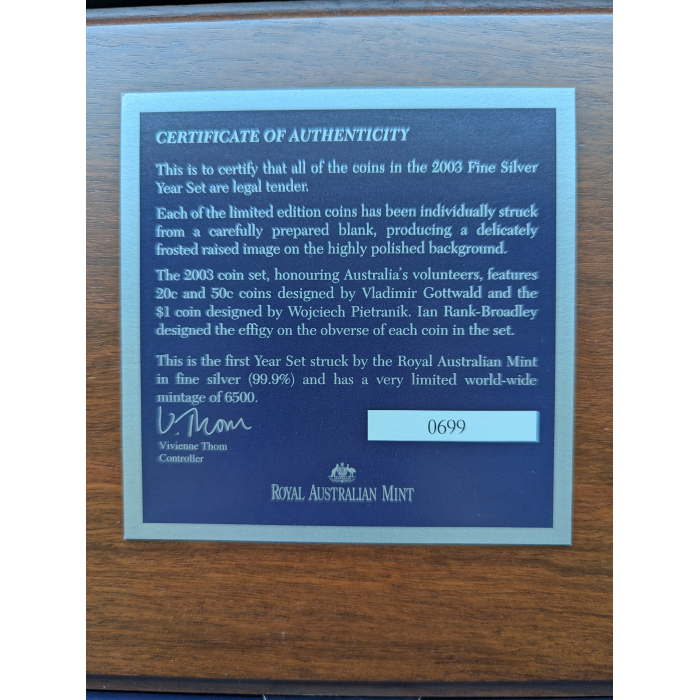 CERTIFICATE OF AUTHENTICITY
This is to certify that all of the coins in the 2003 Fine Silver
Year Set are legal tender.
Each of the limited edition coins has been individually struck
from a carefully prepared blank, producing a delicately
frosted raised image on the highly polished background.
The 2003 coin set, honouring Australia's volunteers, features
20c and 50c coins designed by Vladimir Gottwald and the
$1 coin designed by Wojciech Pietranik. Ian Rank-Broadley
designed the effigy on the obverse of each coin in the set.
This is the first Year Set struck by the Royal Australian Mint
in fine silver (99.9%) and has a very limited world-wide
mintage of 6500.
V. Thom
0699
Vivienne Thom
Controller
ROYAL AUSTRALIAN MINT